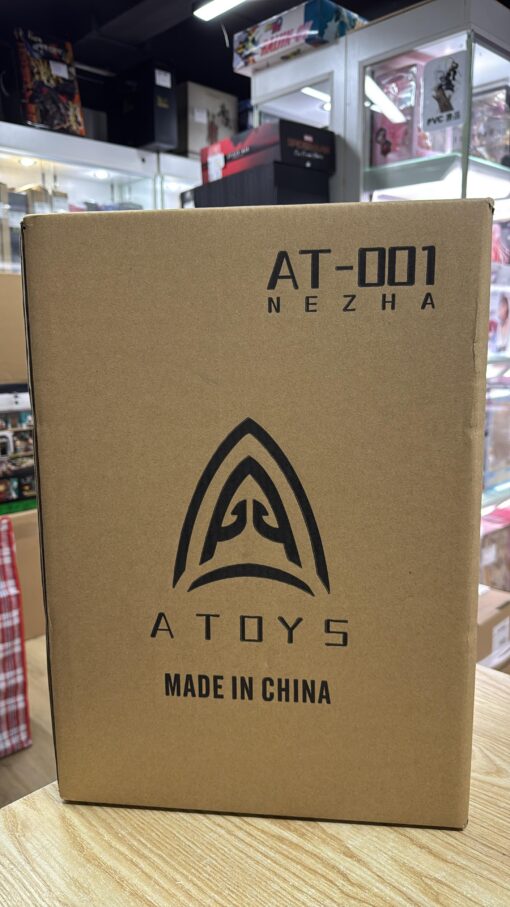 AT-001
NEZHA
ATOYS
MADE IN CHINA
PVC